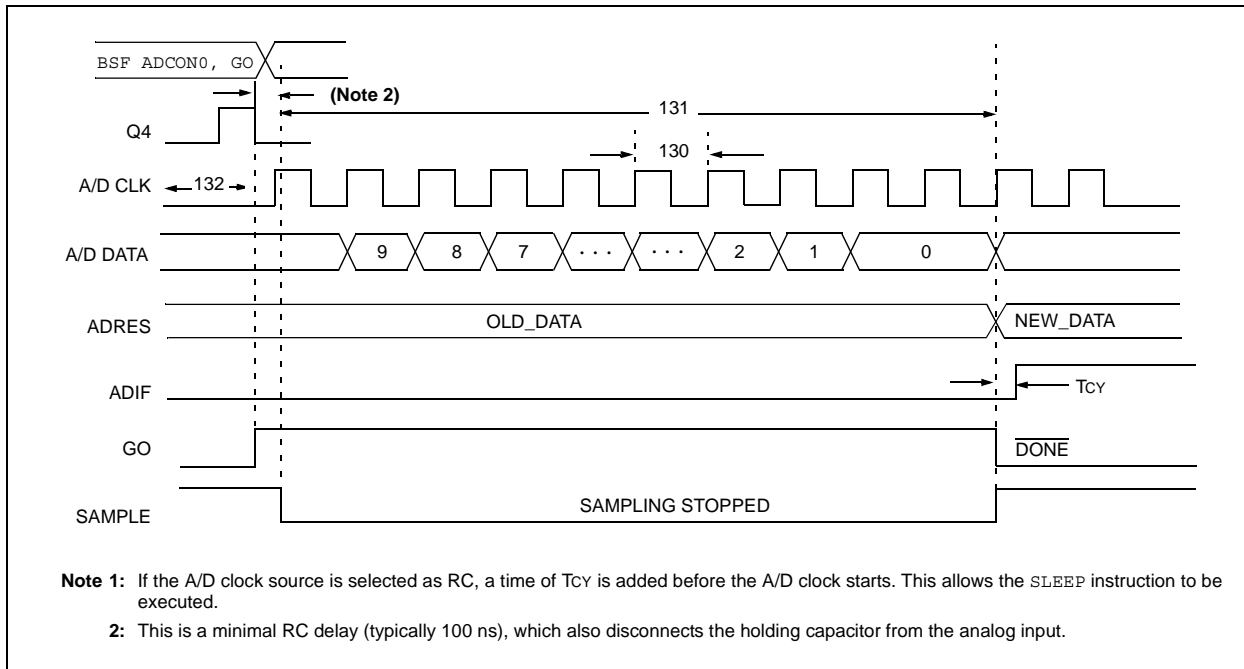 BSF ADCON0, GO
(Note 2)
131
Q4
130
A/D CLK
132
A/D DATA
9 8 7 · · · · · · 2 1 0
ADRES
OLD_DATA
NEW_DATA
ADIF
TCY
GO
DONE
SAMPLE
SAMPLING STOPPED
Note 1: If the A/D clock source is selected as RC, a time of TCY is added before the A/D clock starts. This allows the SLEEP instruction to be
executed.
2: This is a minimal RC delay (typically 100 ns), which also disconnects the holding capacitor from the analog input.